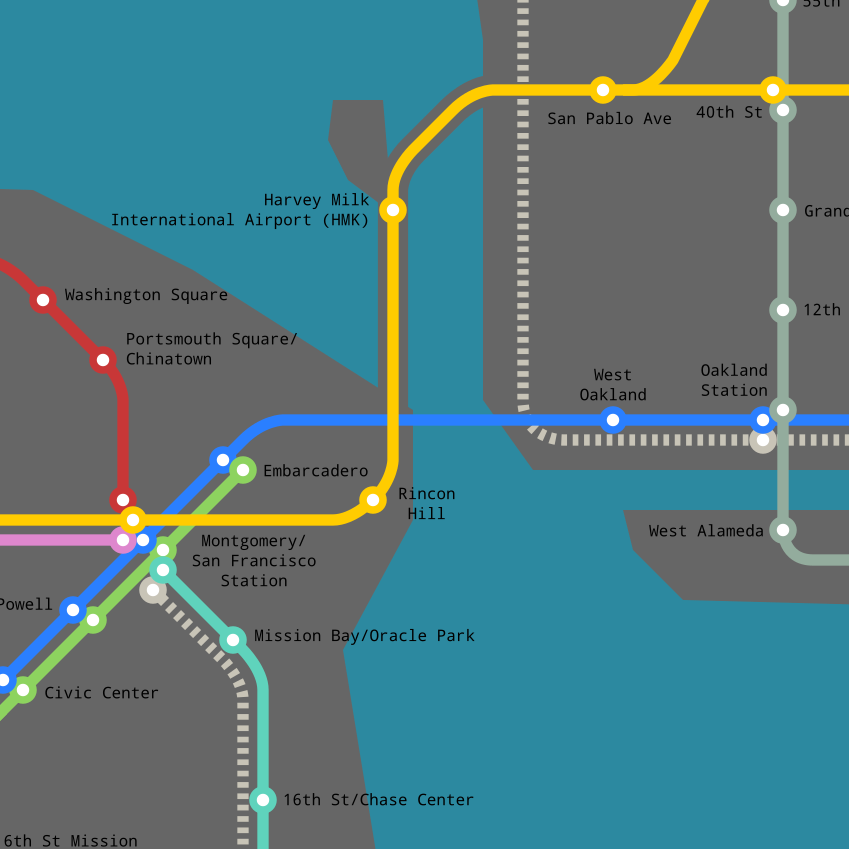 55th
San Pablo Ave
40th St
Harvey Milk
International Airport (HMK)
Grand
Washington Square
12th
Portsmouth Square/
Chinatown
West
Oakland
Oakland
Station
Embarcadero
Rincon
Hill
Montgomery/
San Francisco
Station
West Alameda
Powell
Mission Bay/Oracle Park
Civic Center
16th St/Chase Center
6th St Mission